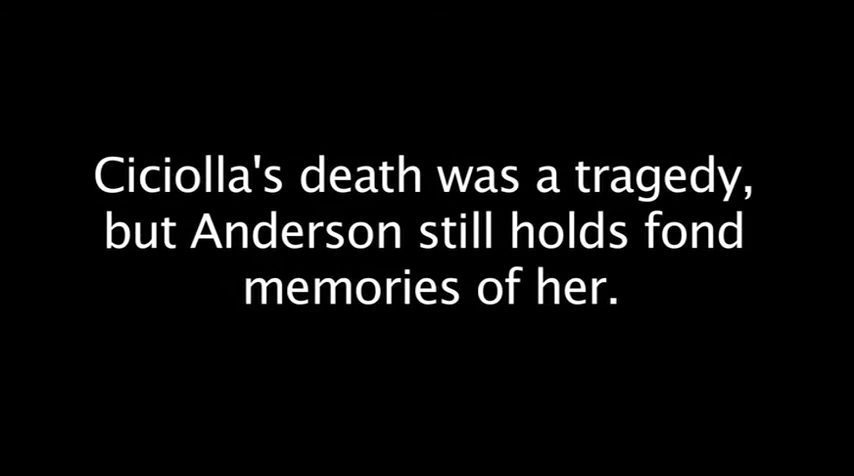 Ciciolla's death was a tragedy,
but Anderson still holds fond
memories of her.